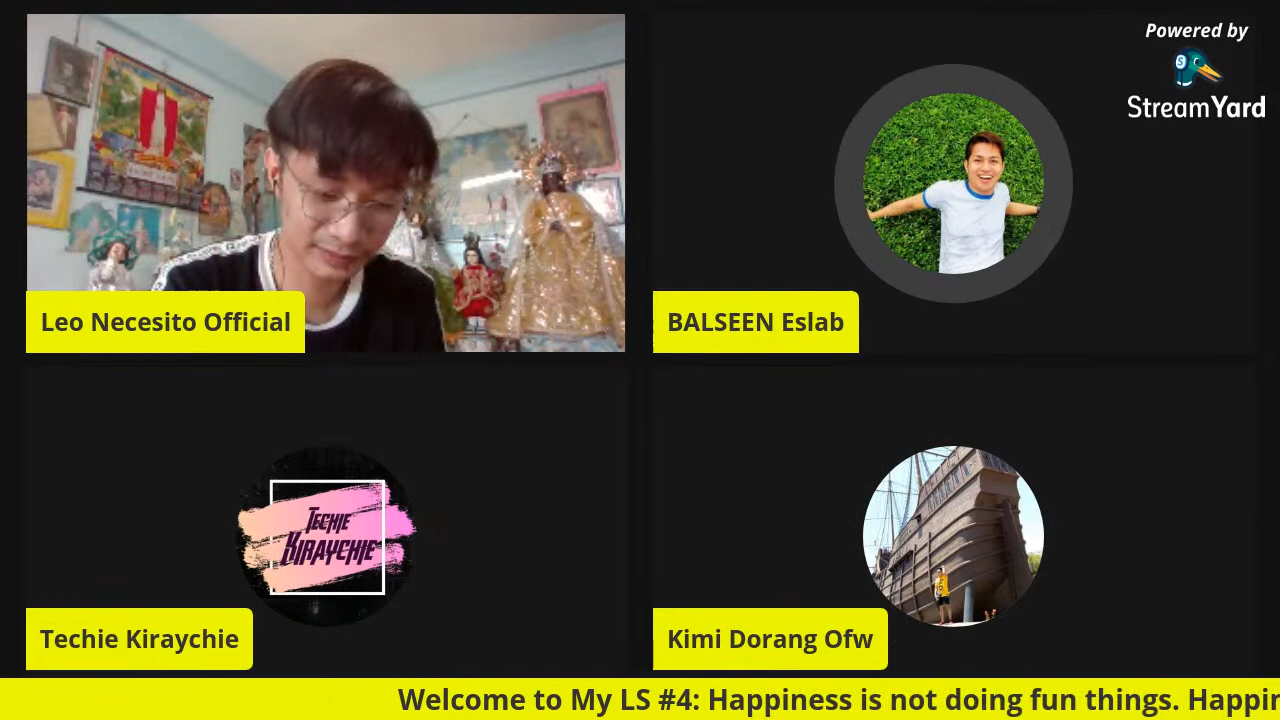 Powered by
StreamYard
Leo Necesito Official
BALSEEN Eslab
TECHIE
KIRAYCHIE
Techie Kiraychie
Kimi Dorang Ofw
Welcome to My LS #4: Happiness is not doing fun things. Happin